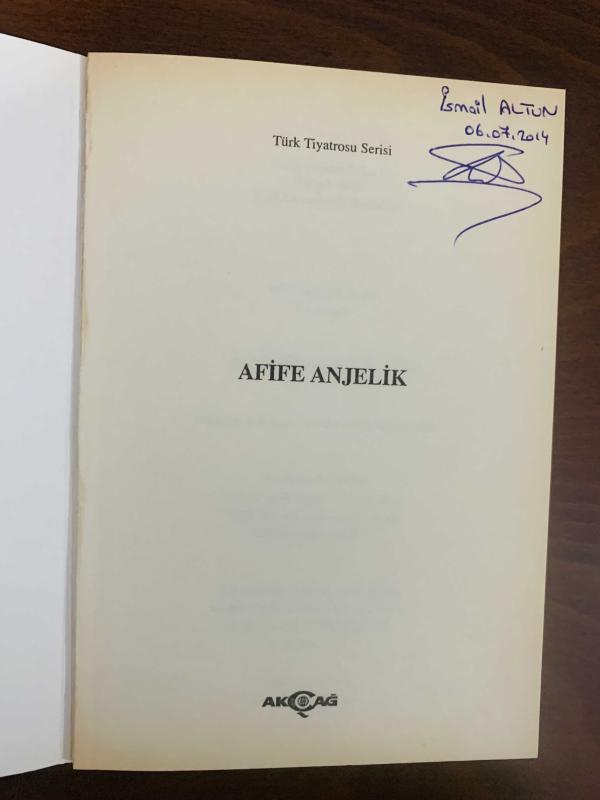 İsmail ALTUN
06.07.2014
Türk Tiyatrosu Serisi
AFİFE ANJELİK
AKÇAĞ